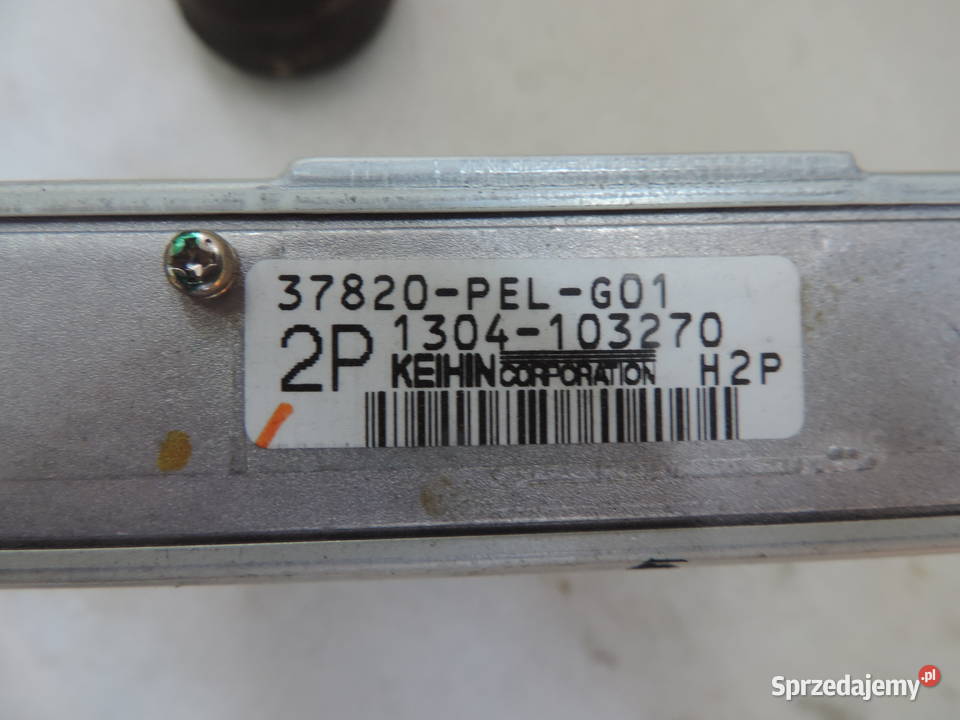 37820-PEL-G01
2P 1304-103270
KEIHIN CORPORATION H2P
Sprzedajemy.pl